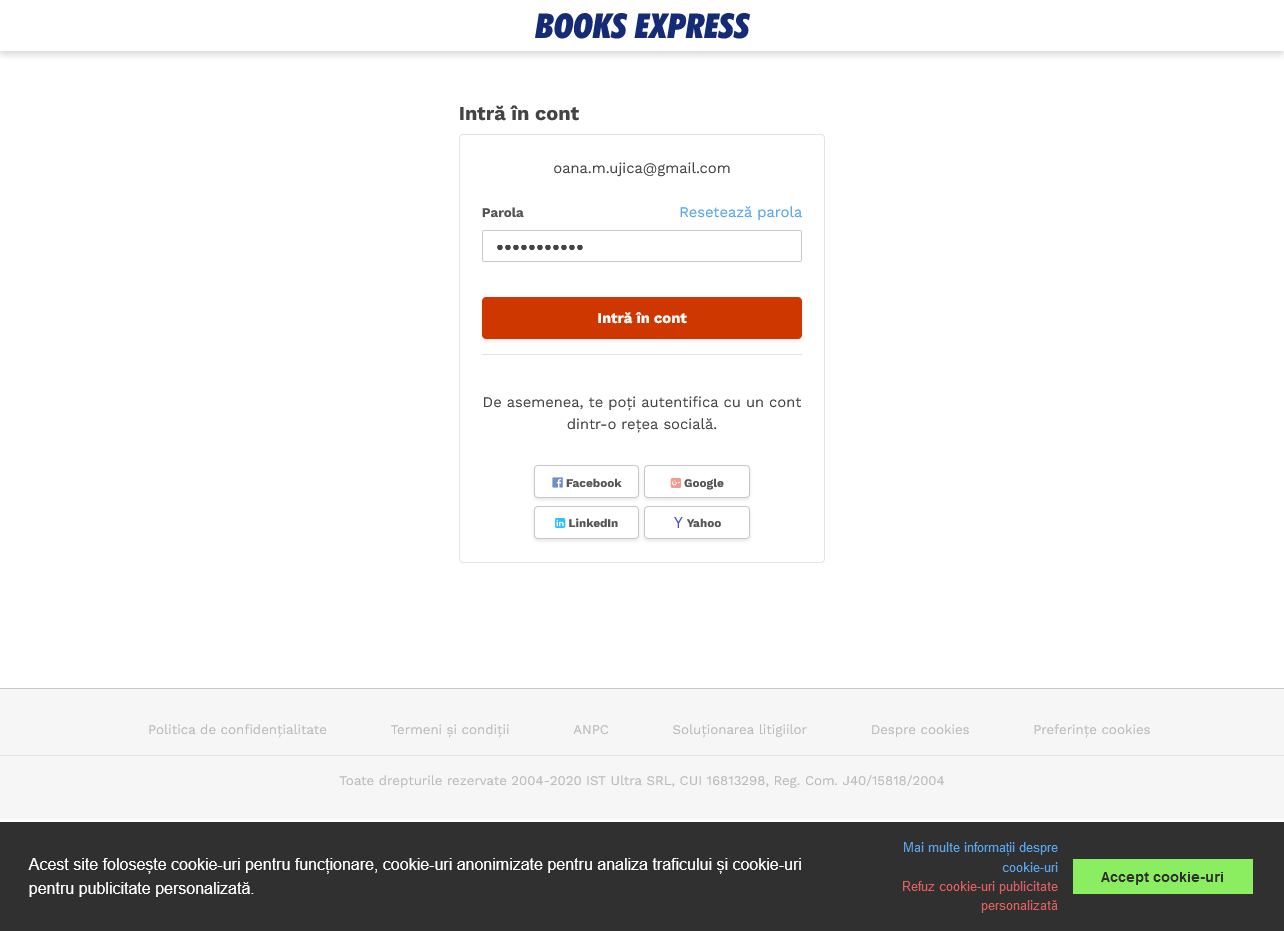 BOOKS EXPRESS
Intră în cont
oana.m.ujica@gmail.com
Parola
Resetează parola
•••••••••••
Intră în cont
De asemenea, te poți autentifica cu un cont
dintr-o rețea socială.
Facebook
Google
LinkedIn
Yahoo
Politica de confidențialitate
Termeni și condiții
ANPC
Soluționarea litigiilor
Despre cookies
Preferințe cookies
Toate drepturile rezervate 2004-2020 IST Ultra SRL, CUI 16813298, Reg. Com. J40/15818/2004
Acest site folosește cookie-uri pentru funcționare, cookie-uri anonimizate pentru analiza traficului și cookie-uri
pentru publicitate personalizată.
Mai multe informații despre
cookie-uri
Refuz cookie-uri publicitate
personalizată
Accept cookie-uri